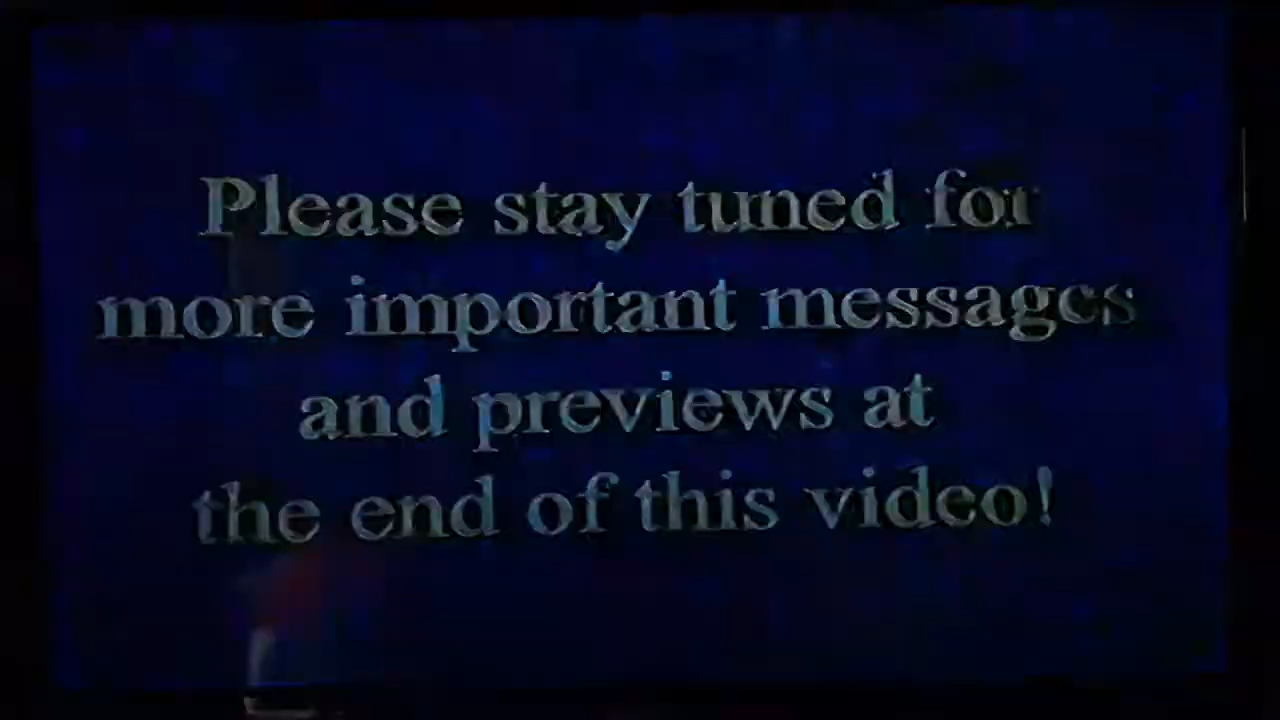 Please stay tuned for
more important messages
and previews at
the end of this video!